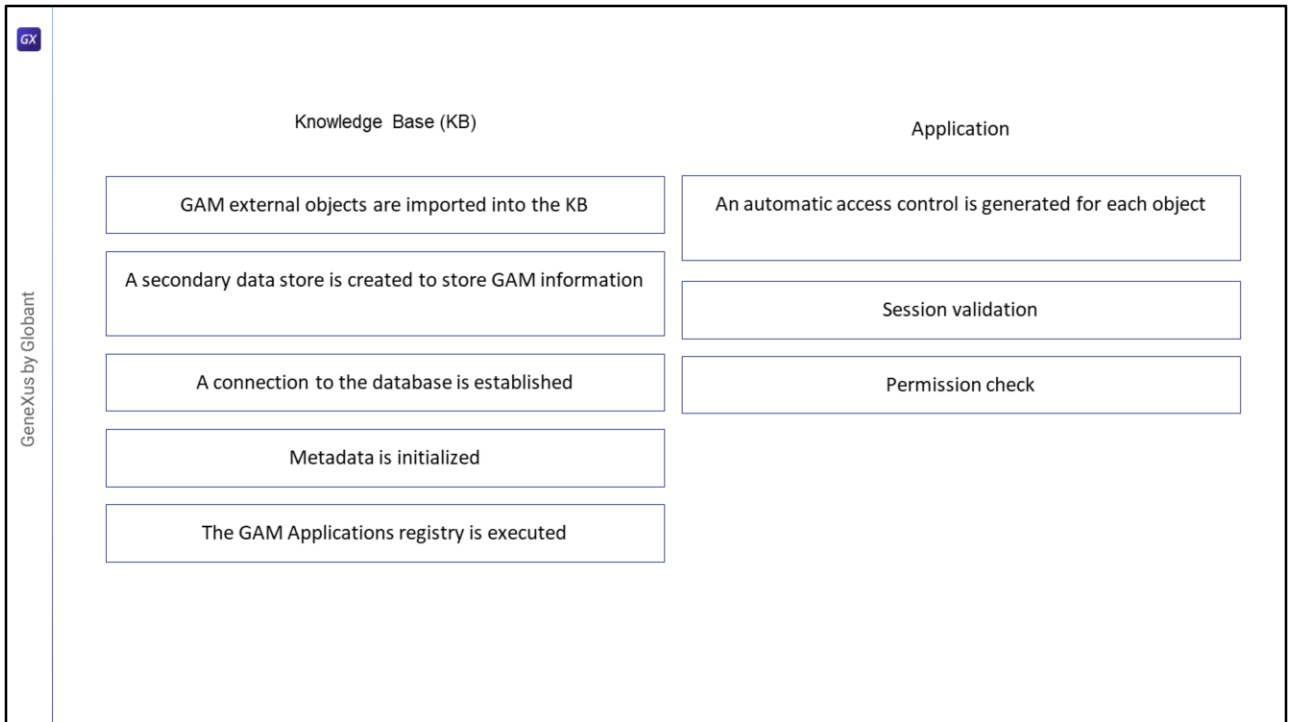 GX
GeneXus by Globant
Knowledge Base (KB)
GAM external objects are imported into the KB
A secondary data store is created to store GAM information
A connection to the database is established
Metadata is initialized
The GAM Applications registry is executed
Application
An automatic access control is generated for each object
Session validation
Permission check